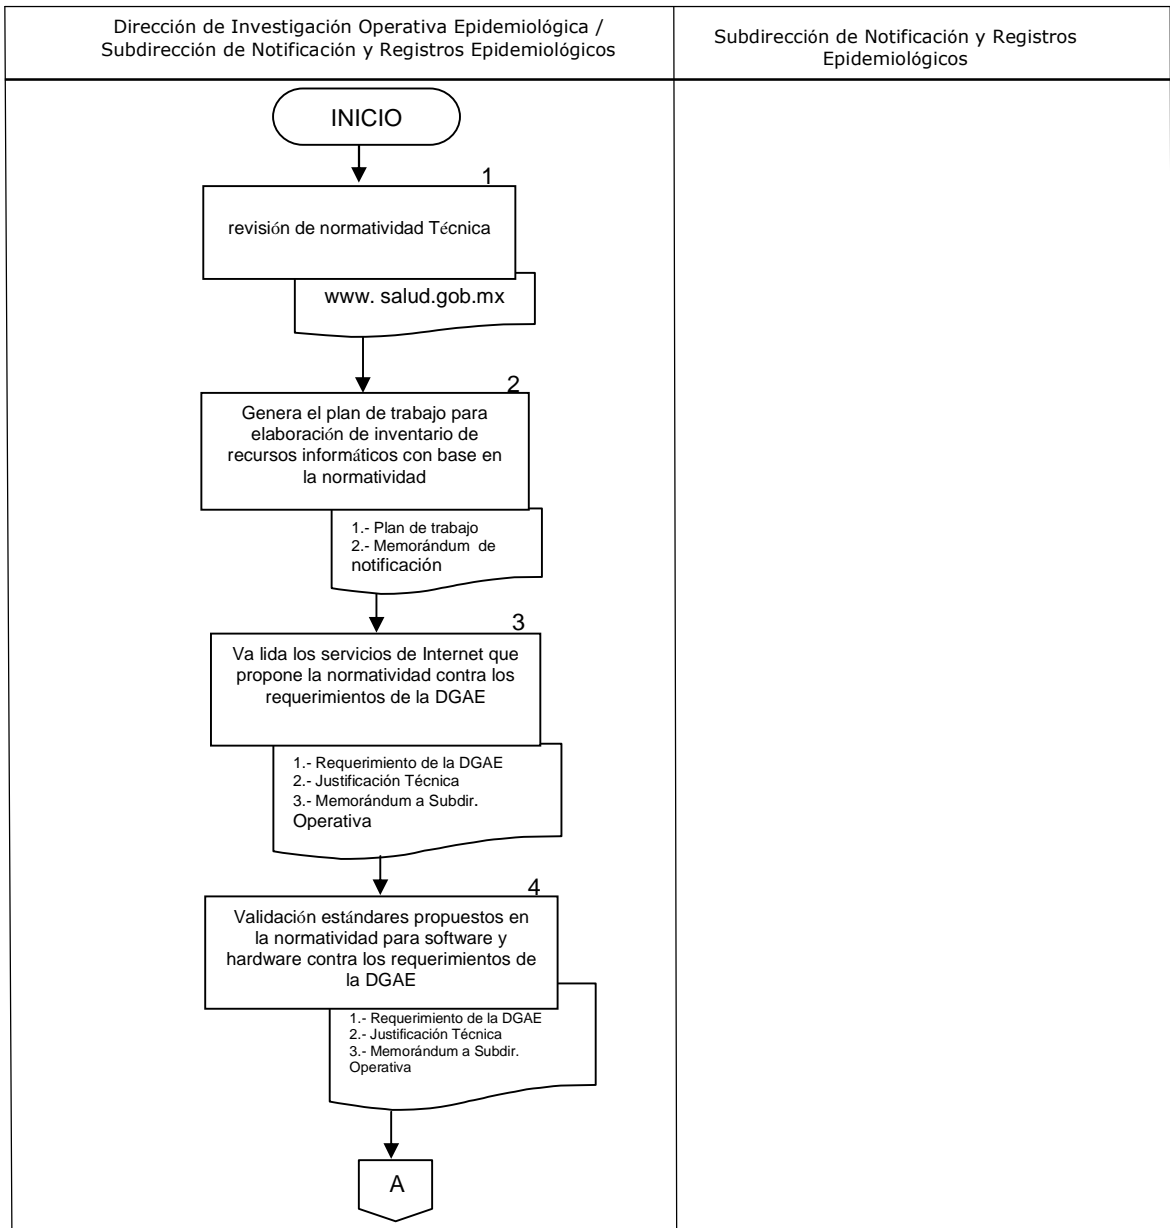 Dirección de Investigación Operativa Epidemiológica /
Subdirección de Notificación y Registros Epidemiológicos
Subdirección de Notificación y Registros
Epidemiológicos
INICIO
1
revisión de normatividad Técnica
www. salud.gob.mx
2
Genera el plan de trabajo para
elaboración de inventario de
recursos informáticos con base en
la normatividad
1.- Plan de trabajo
2.- Memorándum de
notificación
3
Va lida los servicios de Internet que
propone la normatividad contra los
requerimientos de la DGAE
1.- Requerimiento de la DGAE
2.- Justificación Técnica
3.- Memorándum a Subdir.
Operativa
4
Validación estándares propuestos en
la normatividad para software y
hardware contra los requerimientos de
la DGAE
1.- Requerimiento de la DGAE
2.- Justificación Técnica
3.- Memorándum a Subdir.
Operativa
A